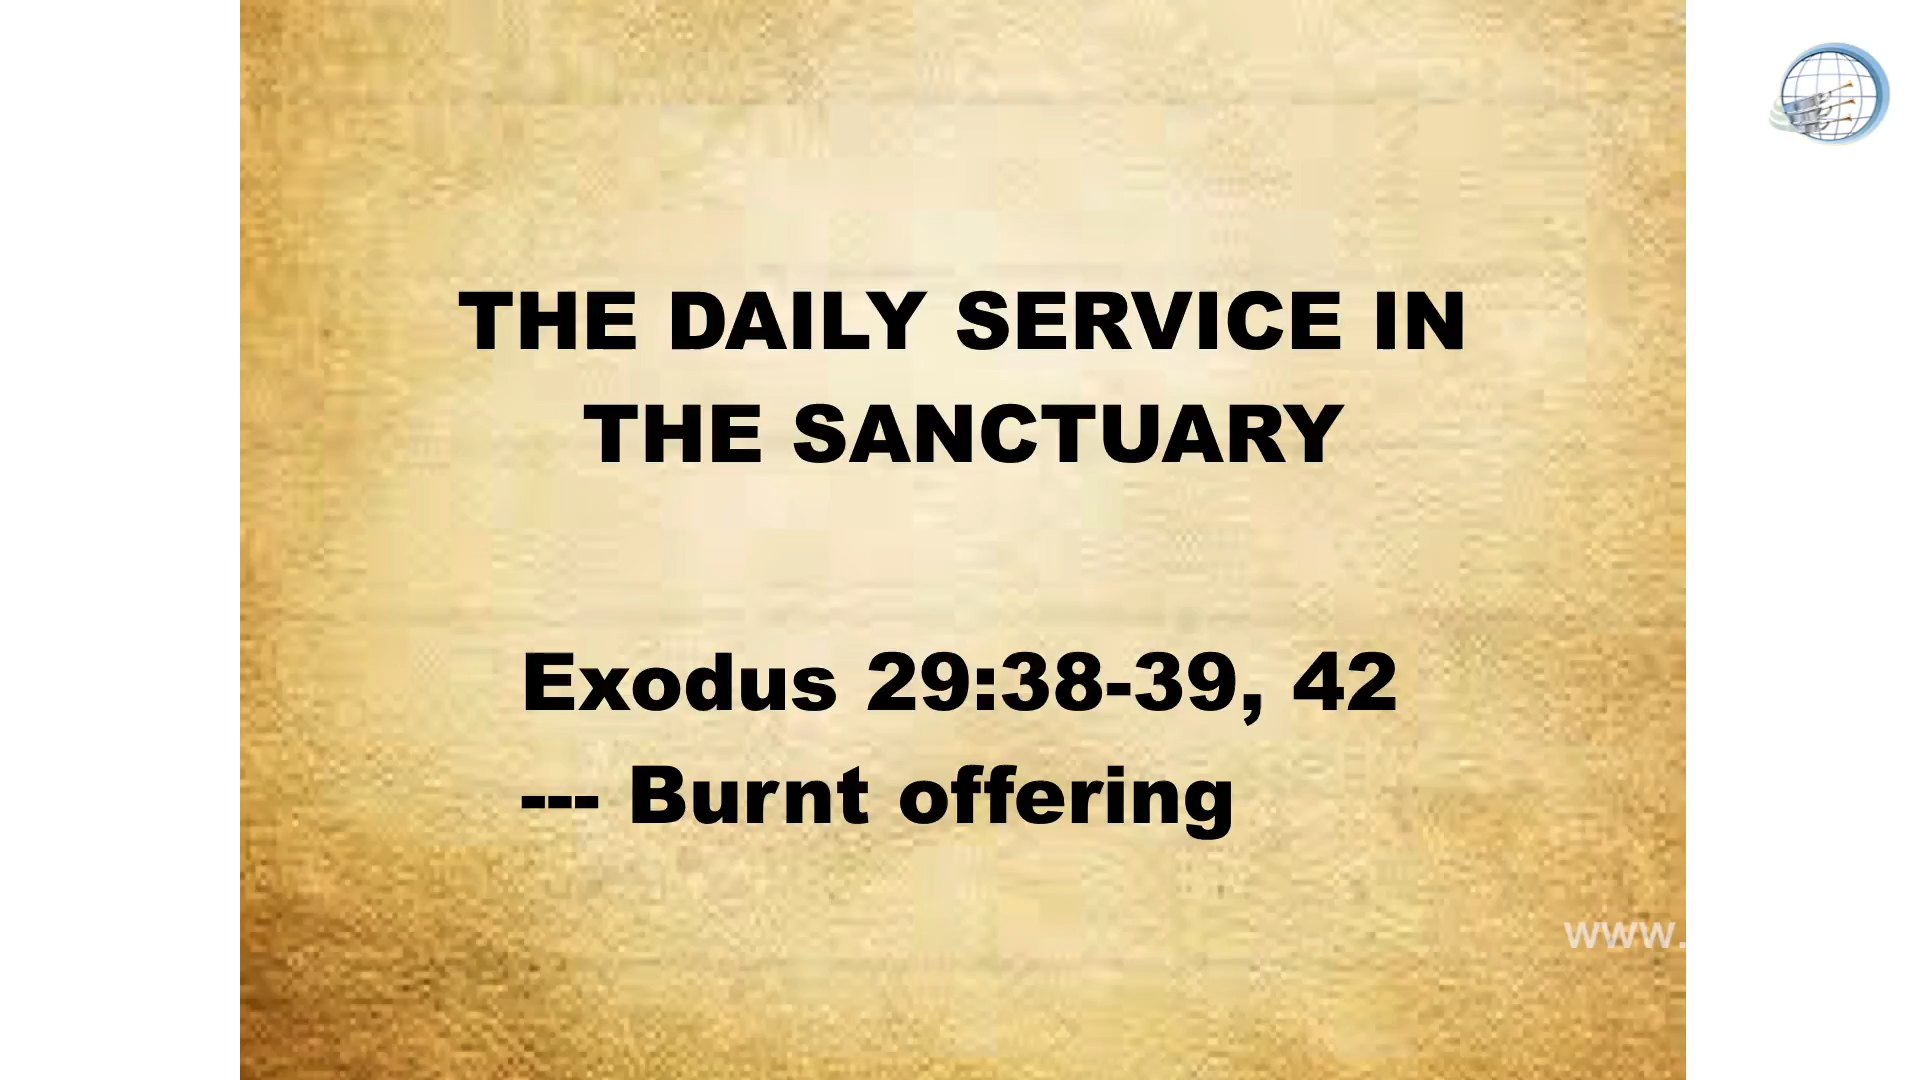 THE DAILY SERVICE IN
THE SANCTUARY
Exodus 29:38-39, 42
--- Burnt offering
www.